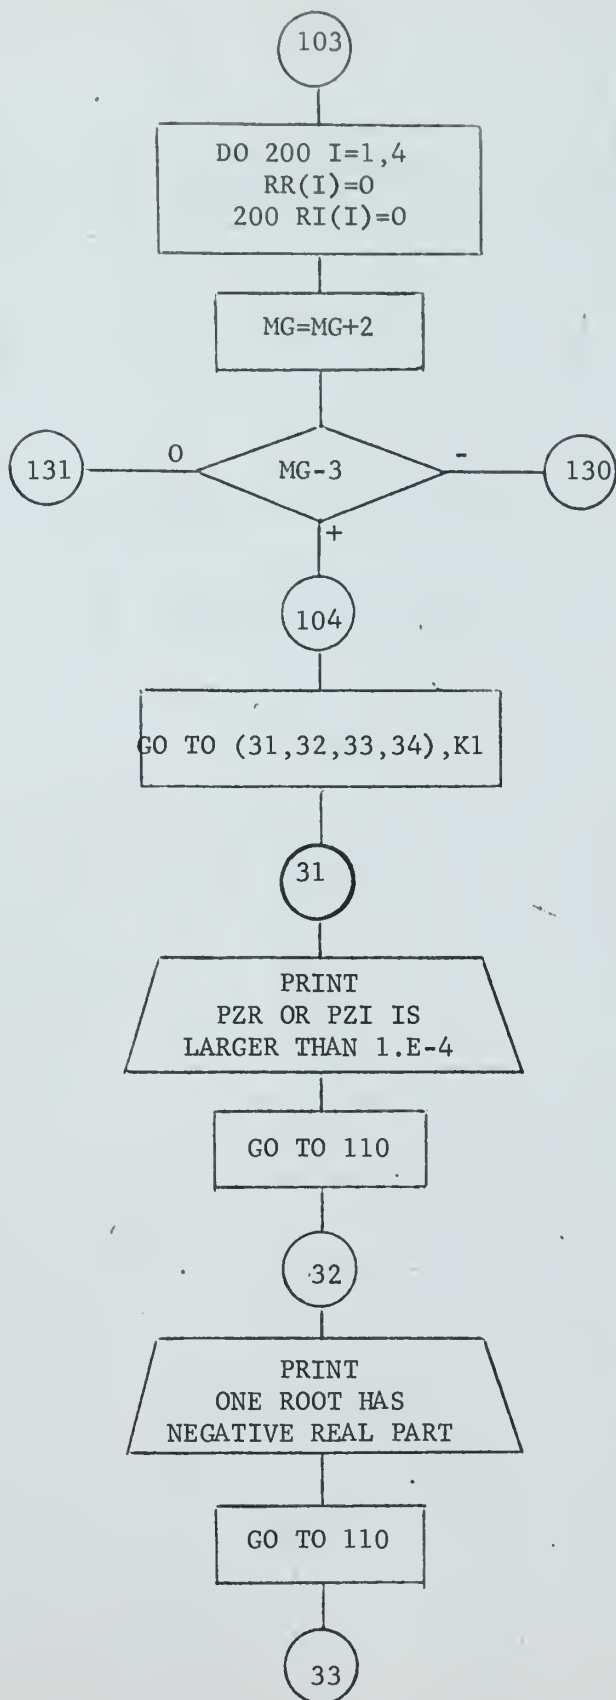 103
DO 200 I=1,4
RR(I)=0
200 RI(I)=0
MG=MG+2
131
0
MG-3
-
130
+
104
GO TO (31,32,33,34),K1
31
PRINT
PZR OR PZI IS
LARGER THAN 1.E-4
GO TO 110
32
PRINT
ONE ROOT HAS
NEGATIVE REAL PART
GO TO 110
33